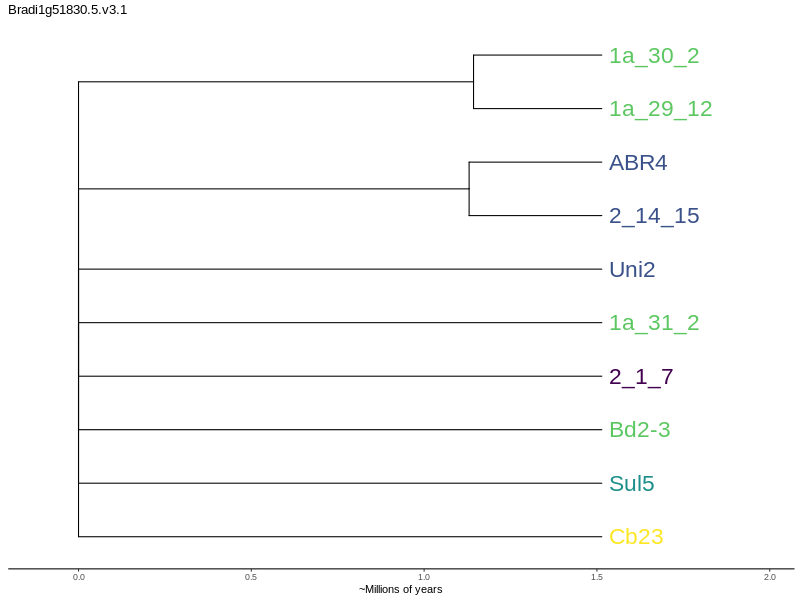 Bradi1g51830.5.v3.1
1a_30_2
1a_29_12
ABR4
2_14_15
Uni2
1a_31_2
2_1_7
Bd2-3
Sul5
Cb23
0.0 0.5 1.0 1.5 2.0
~Millions of years